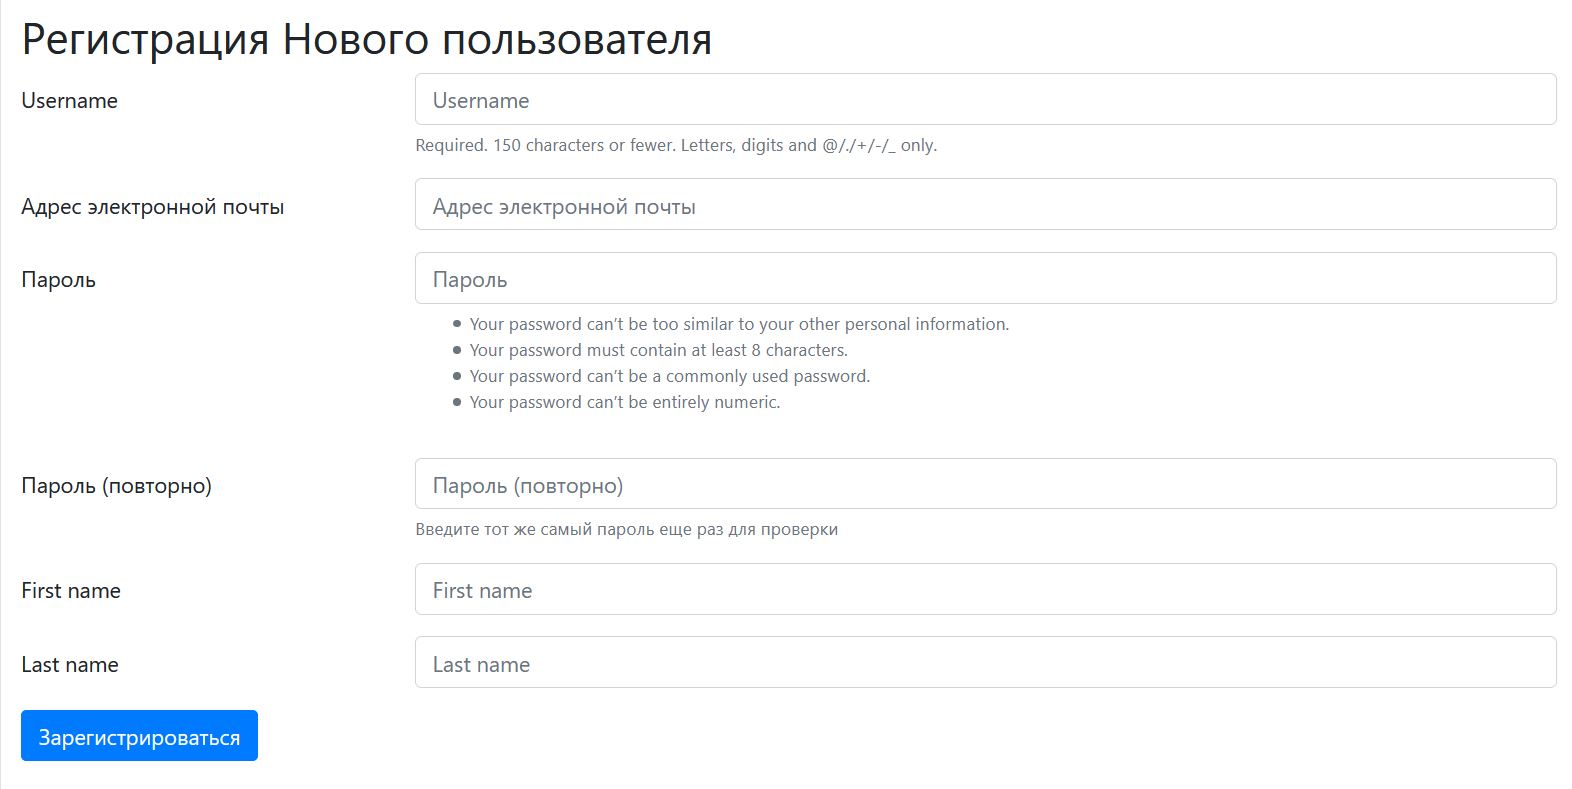 Регистрация Нового пользователя
Username
Username
Required. 150 characters or fewer. Letters, digits and @/./+/-/_ only.
Адрес электронной почты
Адрес электронной почты
Пароль
Пароль
Your password can’t be too similar to your other personal information.
Your password must contain at least 8 characters.
Your password can’t be a commonly used password.
Your password can’t be entirely numeric.
Пароль (повторно)
Пароль (повторно)
Введите тот же самый пароль еще раз для проверки
First name
First name
Last name
Last name
Зарегистрироваться